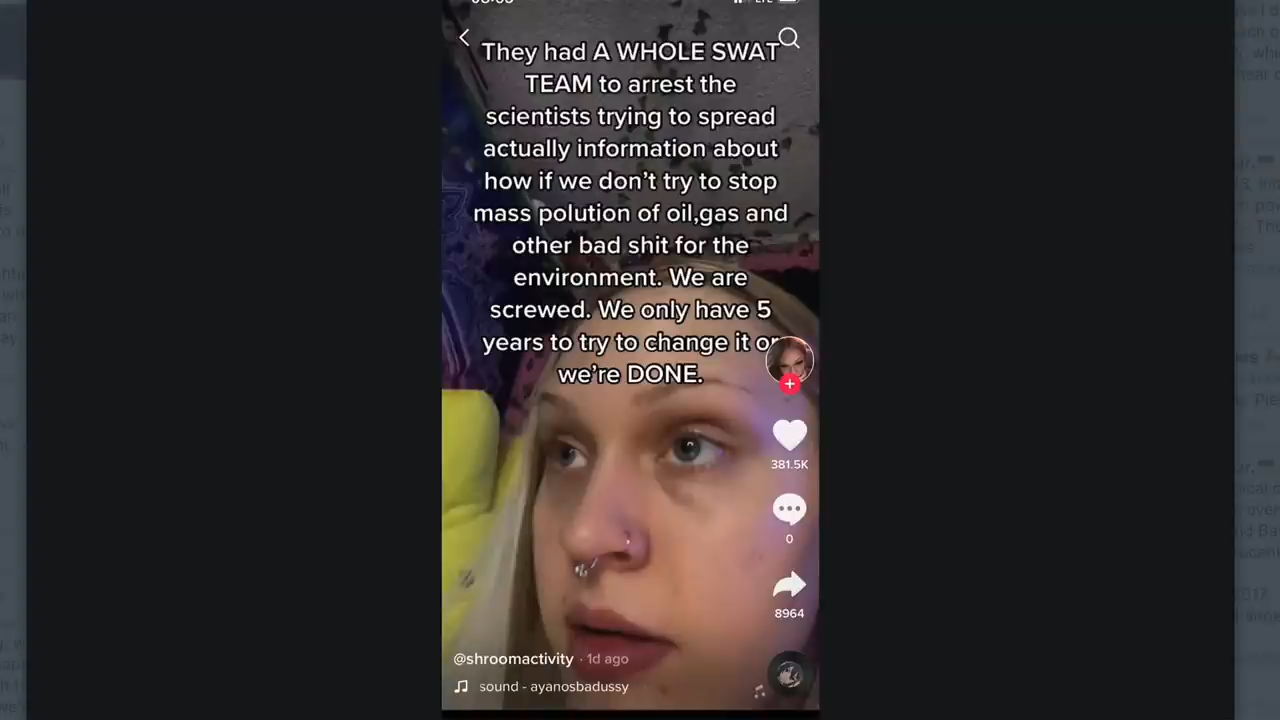 They had A WHOLE SWAT
TEAM to arrest the
scientists trying to spread
actually information about
how if we don't try to stop
mass polution of oil,gas and
other bad shit for the
environment. We are
screwed. We only have 5
years to try to change it or
we're DONE.
381.5K
0
8964
@shroomactivity · 1d ago
sound - ayanosbadussy